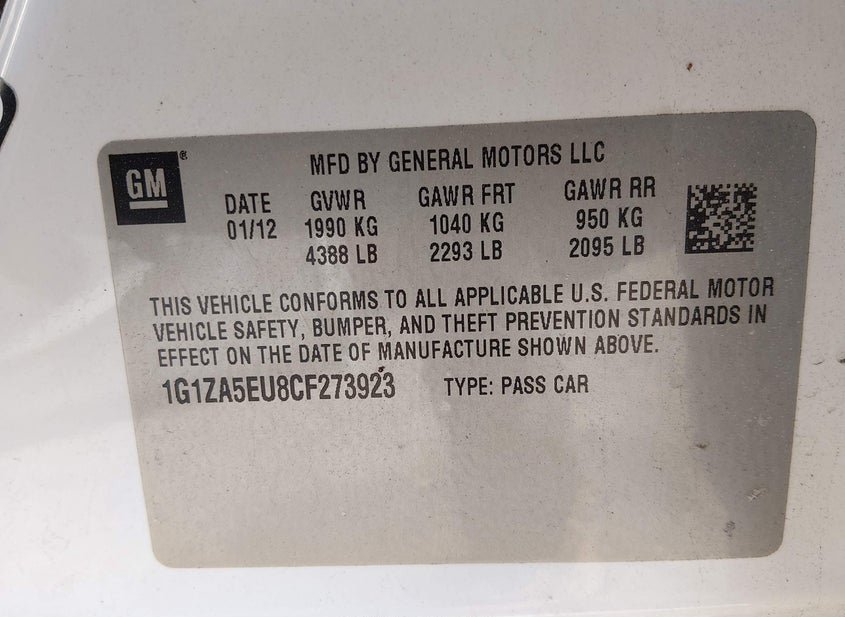 GM®
MFD BY GENERAL MOTORS LLC
DATE GVWR GAWR FRT GAWR RR
01/12 1990 KG 1040 KG 950 KG
4388 LB 2293 LB 2095 LB
THIS VEHICLE CONFORMS TO ALL APPLICABLE U.S. FEDERAL MOTOR
VEHICLE SAFETY, BUMPER, AND THEFT PREVENTION STANDARDS IN
EFFECT ON THE DATE OF MANUFACTURE SHOWN ABOVE.
1G1ZA5EU8CF273923 TYPE: PASS CAR